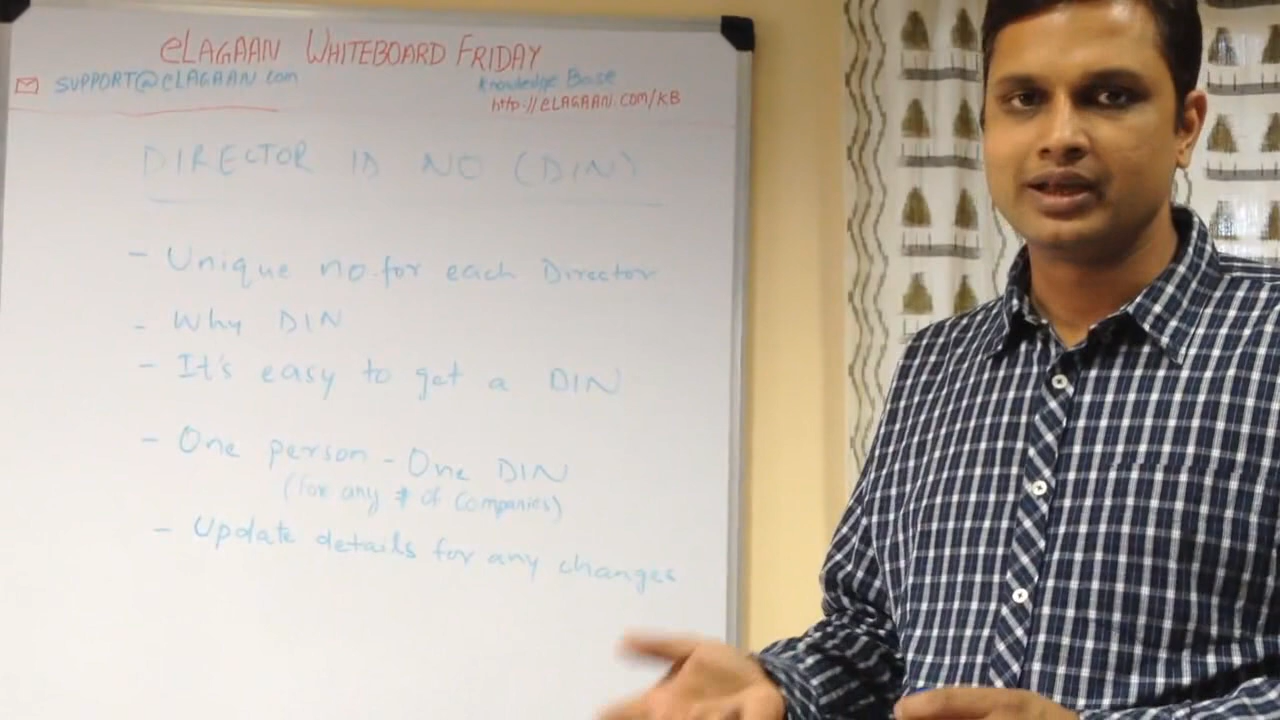 eLAGAAN WHITEBOARD FRIDAY
SUPPORT@eLAGAAN.com
Knowledge Base
http://eLAGAAN.COM/KB
DIRECTOR ID NO (DIN)
- Unique no. for each Director
- Why DIN
- It's easy to get a DIN
- One person - One DIN
(for any # of Companies)
- Update details for any changes